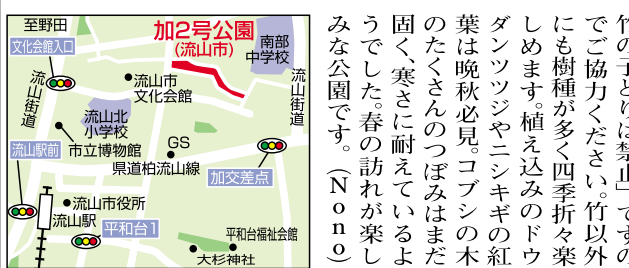 竹の子とりは禁止」ですの
でご協力ください。竹以外
にも樹種が多く四季折々楽
しめます。植え込みのドウ
ダンツツジやニシキギの紅
葉は晩秋必見。コブシの木
のたくさんのつぼみはまだ
固く、寒さに耐えているよ
うでした。春の訪れが楽し
みな公園です。（Nono）
至野田
文化会館入口
加2号公園
(流山市)
南部
中学校
流山街道
流山市
文化会館
流山街道
流山北
小学校
市立博物館
GS
流山駅前
県道柏流山線
加交差点
流山市役所
流山駅
平和台1
平和台福祉会館
大杉神社